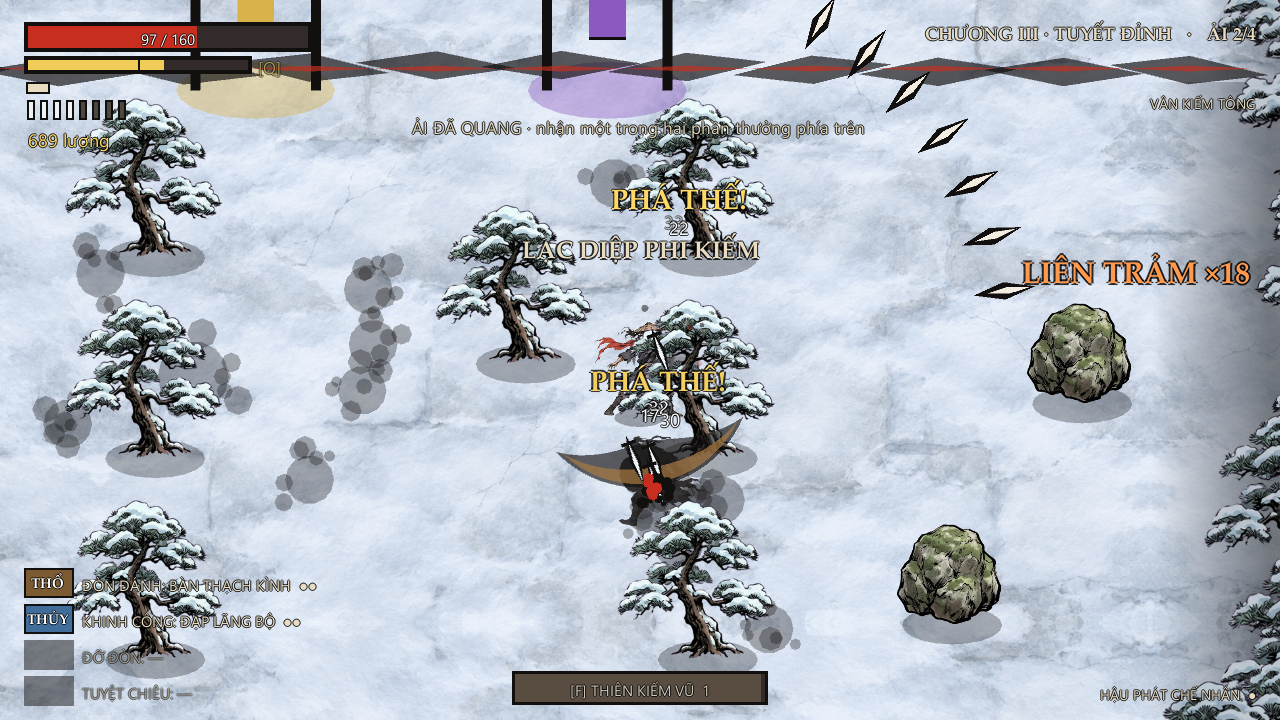 97 / 160
CHƯƠNG III · TUYẾT ĐỈNH · ẢI 2/4
[Q]
VÂN KIẾM TÔNG
689 lượng
ẢI ĐÃ QUANG · nhận một trong hai phần thưởng phía trên
PHÁ THẾ!
22
LẠC DIỆP PHI KIẾM
LIÊN TRẢM ×18
PHÁ THẾ!
17
30
THỔ ĐÒN ĐÁNH: BÀN THẠCH KÌNH
THỦY KHINH CÔNG: ĐẠP LÃNG BỘ
ĐỠ ĐÒN: —
TUYỆT CHIÊU: —
[F] THIÊN KIẾM VŨ 1
HẬU PHÁT CHẾ NHÂN